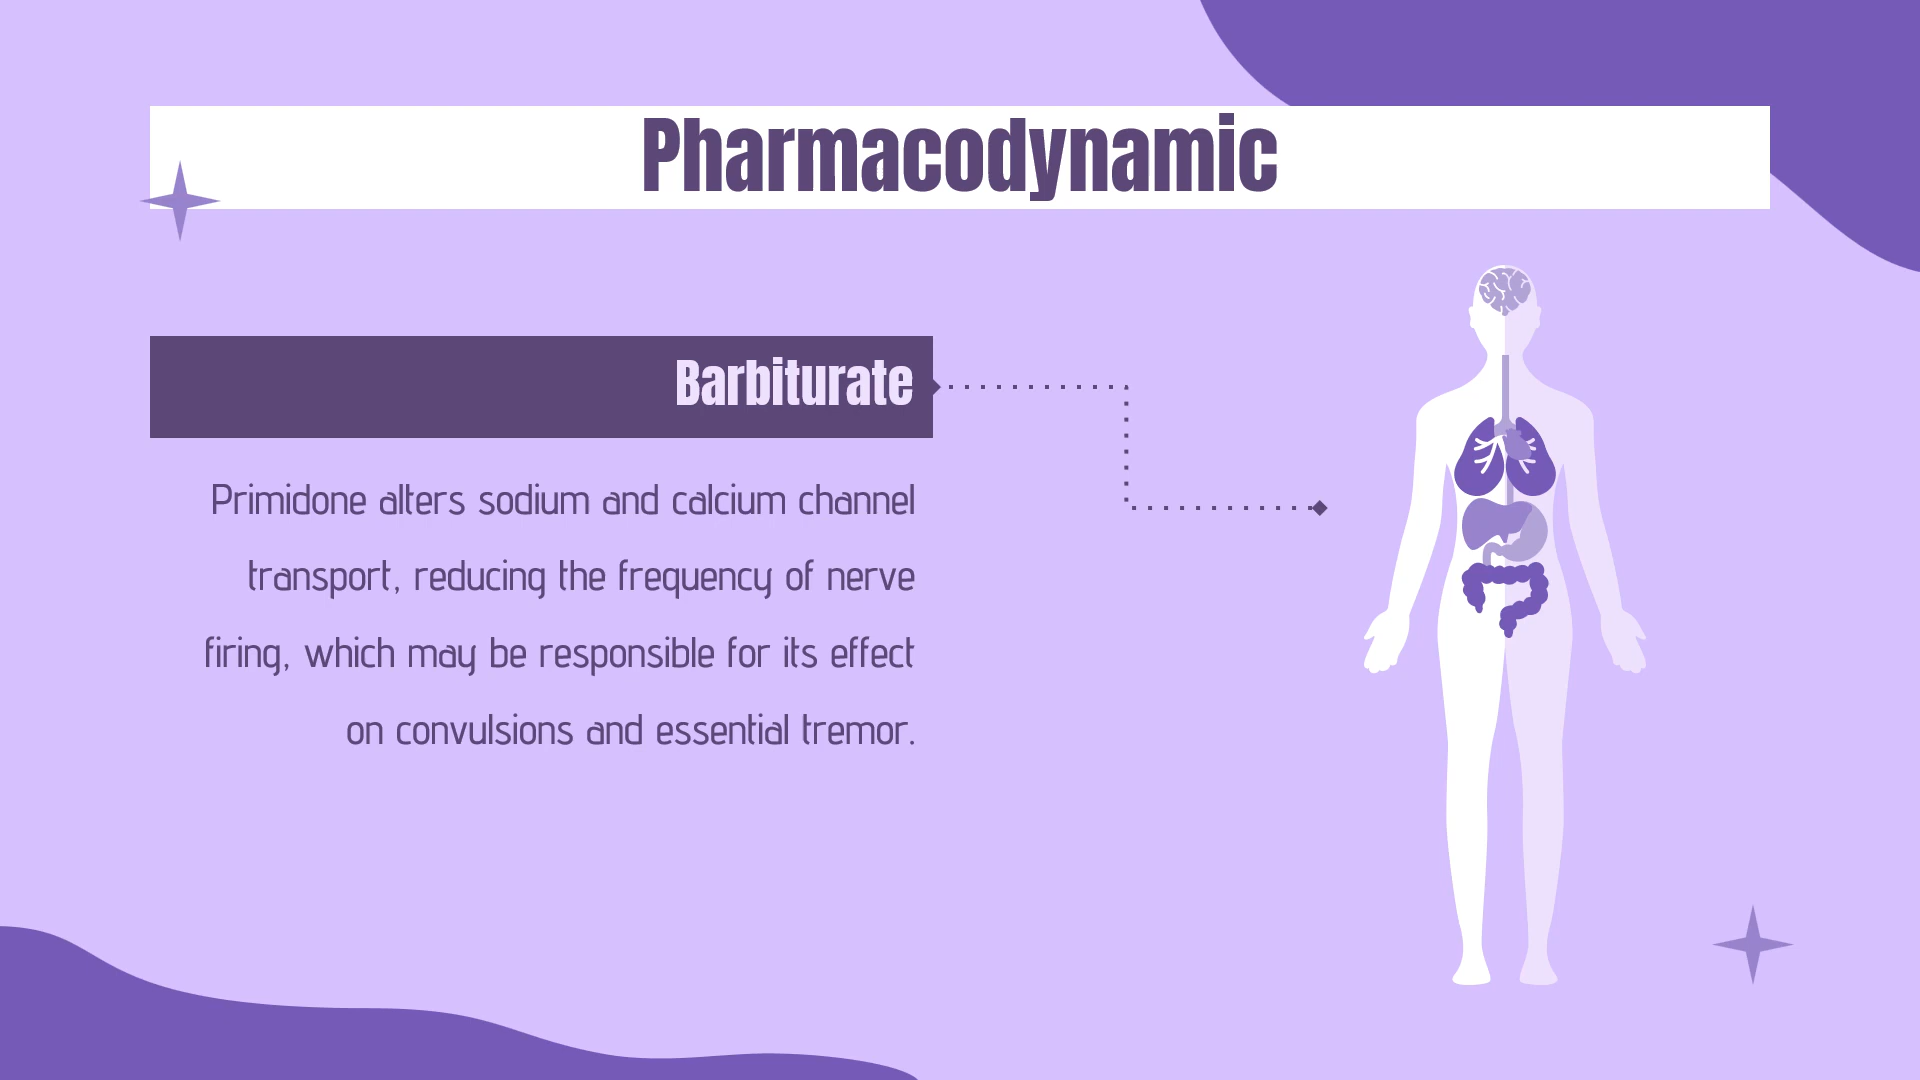 Pharmacodynamic
Barbiturate
Primidone alters sodium and calcium channel
transport, reducing the frequency of nerve
firing, which may be responsible for its effect
on convulsions and essential tremor.